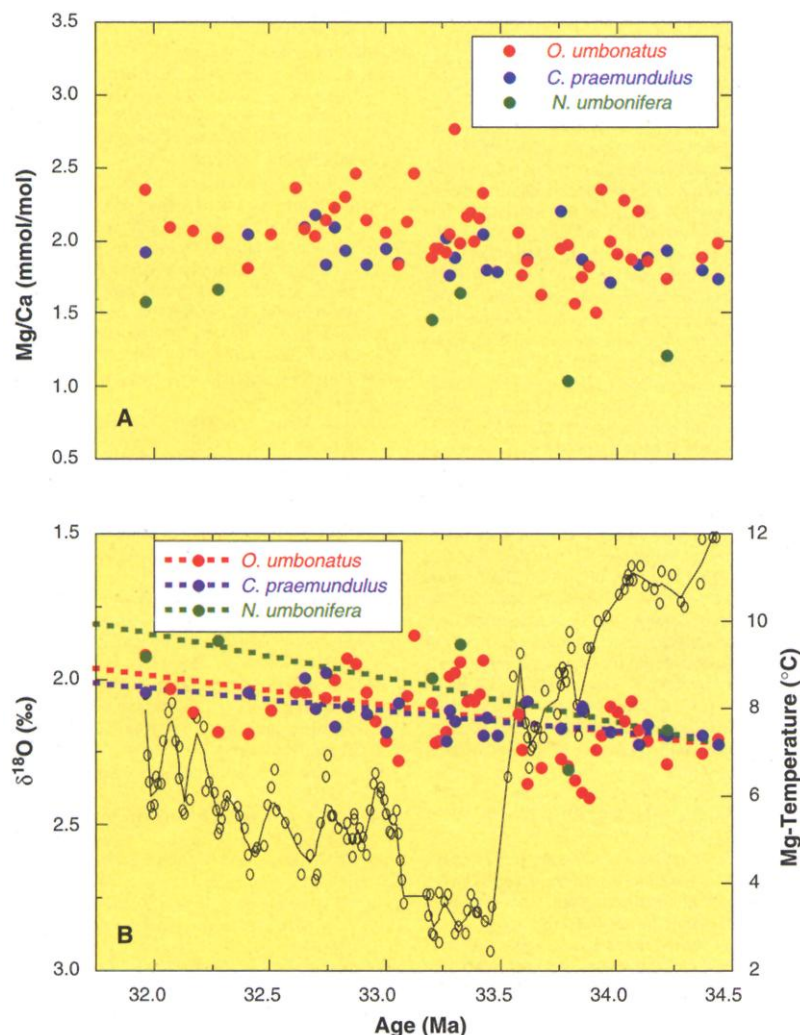 3.5
3.0
2.5
2.0
1.5
1.0
0.5
Mg/Ca (mmol/mol)
O. umbonatus
C. praemundulus
N. umbonifera
A
1.5
2.0
2.5
3.0
δ18O (‰)
O. umbonatus
C. praemundulus
N. umbonifera
12
10
8
6
4
2
Mg-Temperature (°C)
B
32.0 32.5 33.0 33.5 34.0 34.5
Age (Ma)